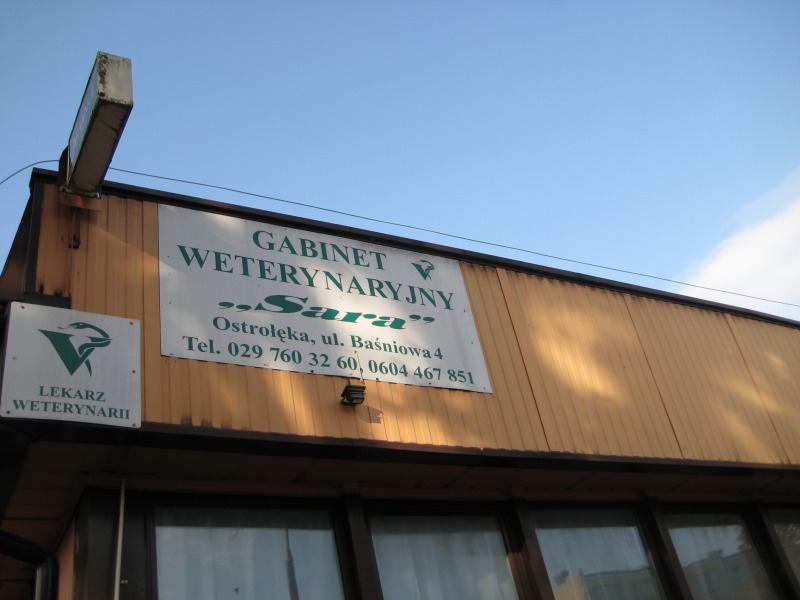 GABINET
WETERYNARYJNY
„Sara”
Ostrołęka, ul. Baśniowa 4
Tel. 029 760 32 60, 0604 467 851
LEKARZ
WETERYNARII